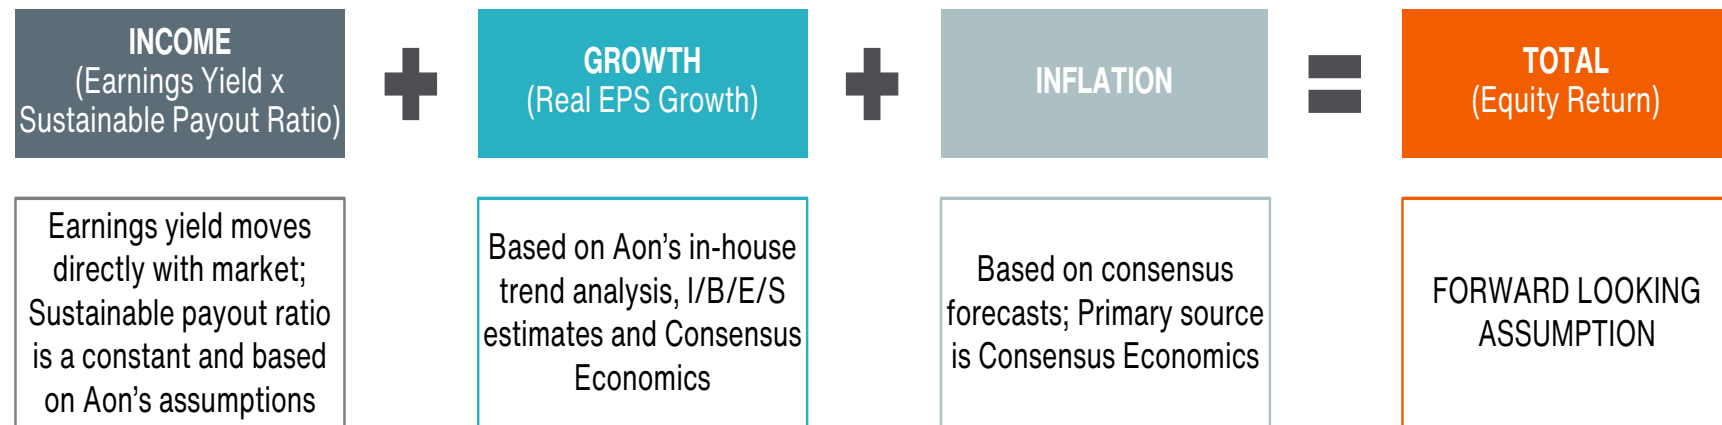 INCOME
(Earnings Yield x
Sustainable Payout Ratio)
GROWTH
(Real EPS Growth)
INFLATION
TOTAL
(Equity Return)
Earnings yield moves
directly with market;
Sustainable payout ratio
is a constant and based
on Aon’s assumptions
Based on Aon’s in-house
trend analysis, I/B/E/S
estimates and Consensus
Economics
Based on consensus
forecasts; Primary source
is Consensus Economics
FORWARD LOOKING
ASSUMPTION